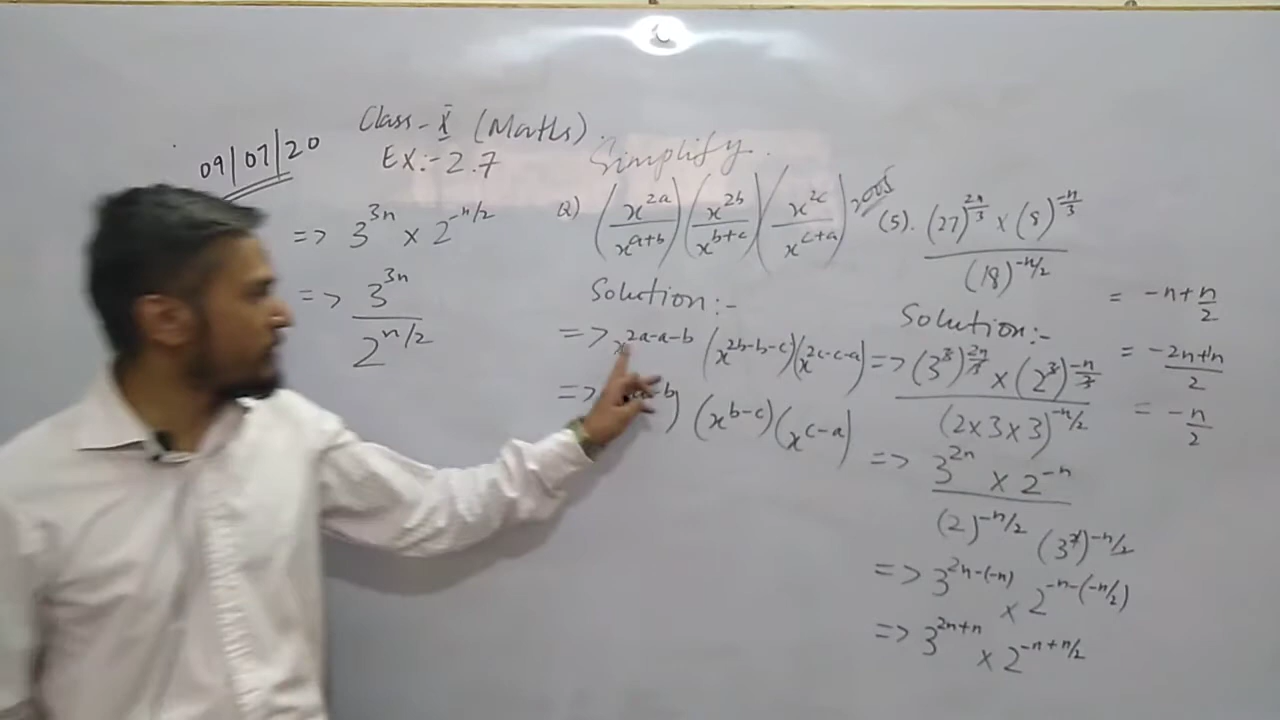 09/07/20
Class-X (Maths).
EX:-2.7
=> 3^3n x 2^-n/2
=> 3^3n / 2^n/2
Simplify.
Q) (x^2a / x^a+b) (x^2b / x^b+c) (x^2c / x^c+a) 2005
Solution:-
=> x^2a-a-b (x^2b-b-c)(x^2c-c-a)
=> (x^b-c)(x^c-a)
(5). (27)^2n/3 x (8)^-n/3 / (18)^-n/2
Solution:-
=> (3^3)^2n/3 x (2^3)^-n/3 / (2x3x3)^-n/2
=> 3^2n x 2^-n / (2)^-n/2 (3^2)^-n/2
=> 3^2n-(-n) x 2^-n-(-n/2)
=> 3^2n+n x 2^-n+n/2
= -n+n/2
= -2n+n/2
= -n/2